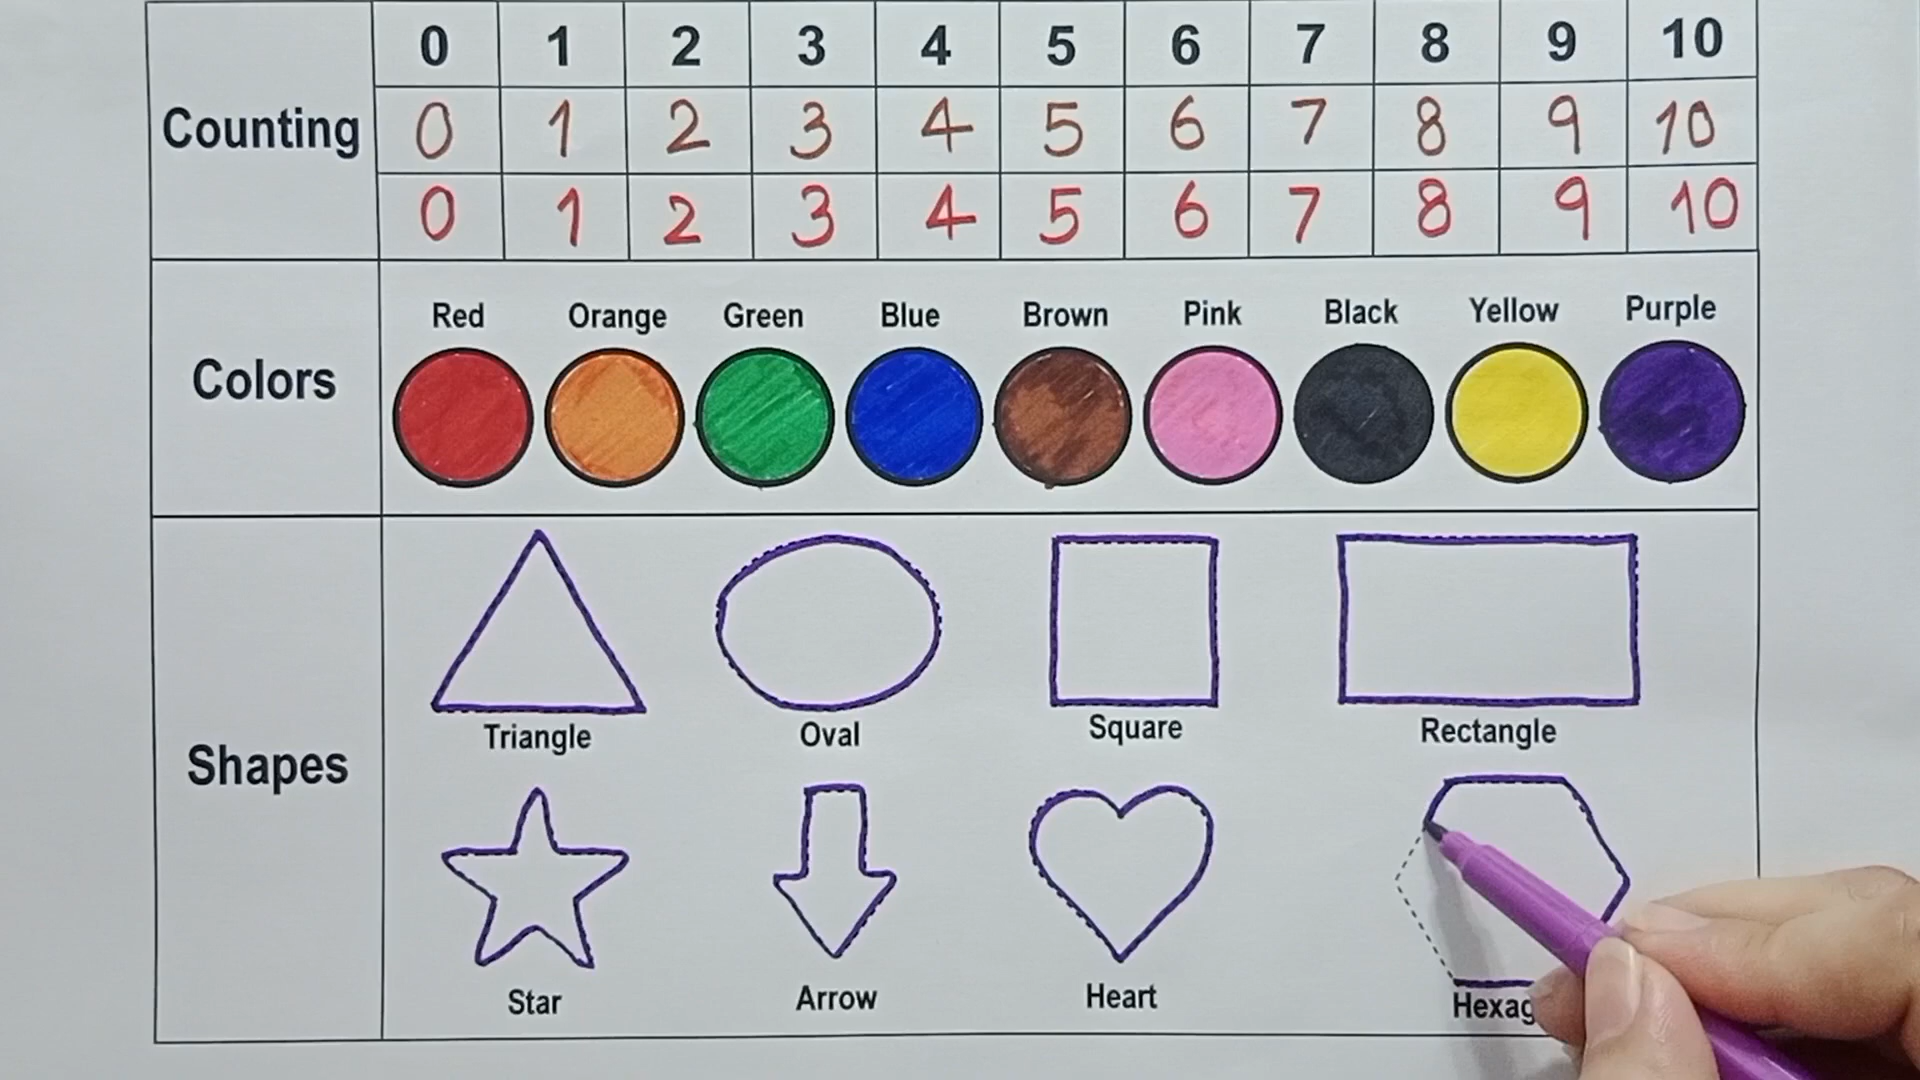 0 1 2 3 4 5 6 7 8 9 10
Counting
0 1 2 3 4 5 6 7 8 9 10
0 1 2 3 4 5 6 7 8 9 10
Red Orange Green Blue Brown Pink Black Yellow Purple
Colors
Triangle Oval Square Rectangle
Shapes
Star Arrow Heart Hexag